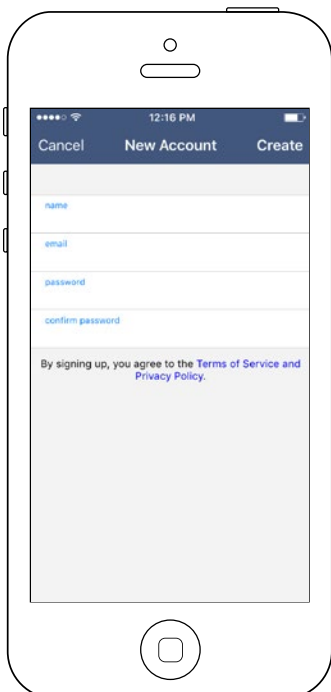 12:16 PM
Cancel New Account Create
name
email
password
confirm password
By signing up, you agree to the Terms of Service and
Privacy Policy.